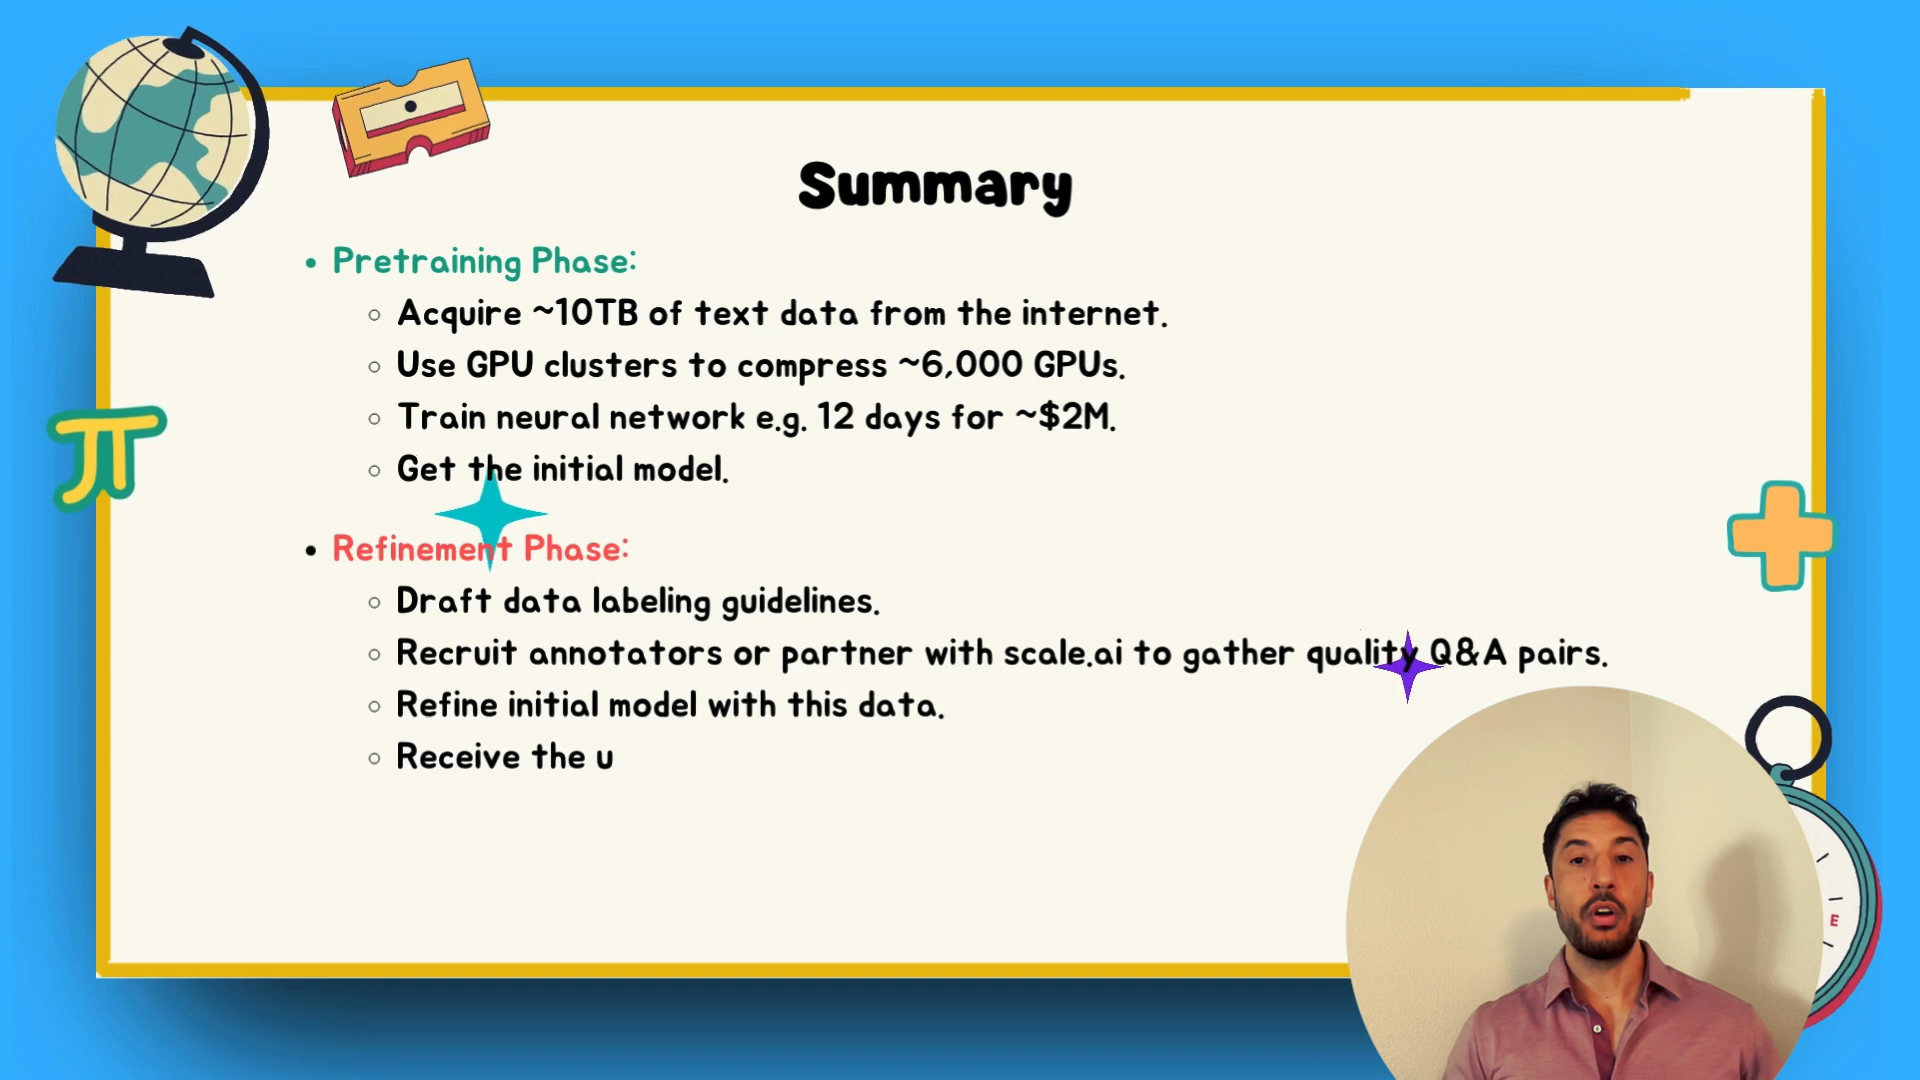 Summary
Pretraining Phase:
Acquire ~10TB of text data from the internet.
Use GPU clusters to compress ~6,000 GPUs.
Train neural network e.g. 12 days for ~$2M.
Get the initial model.
Refinement Phase:
Draft data labeling guidelines.
Recruit annotators or partner with scale.ai to gather quality Q&A pairs.
Refine initial model with this data.
Receive the u
π
E